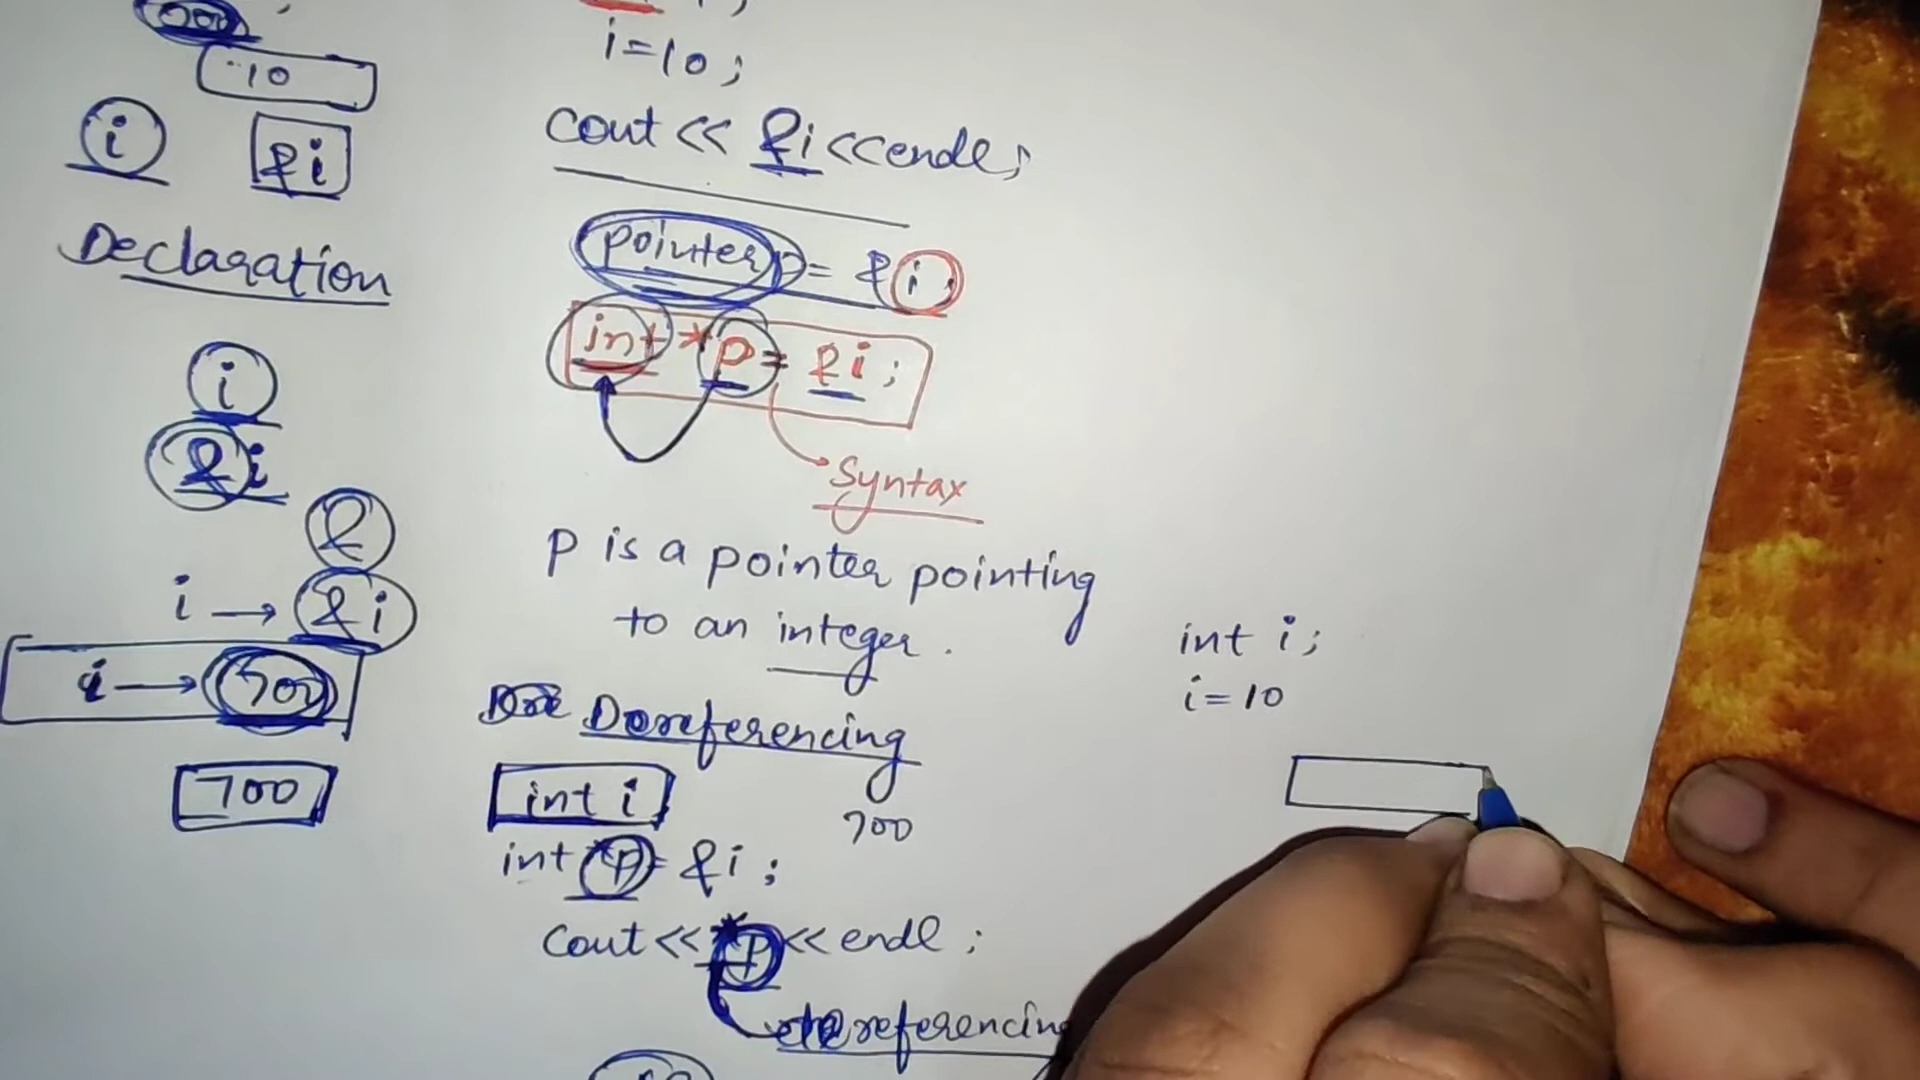 10
i &i
Declaration
i
&i
&
i → &i
i → 700
700
i=10;
cout << &i <<endl;
pointer p = &i;
int *p = &i;
Syntax
p is a pointer pointing
to an integer.
Dereferencing
int i
700
int *p = &i;
cout << *p << endl;
dereferencing
int i;
i=10